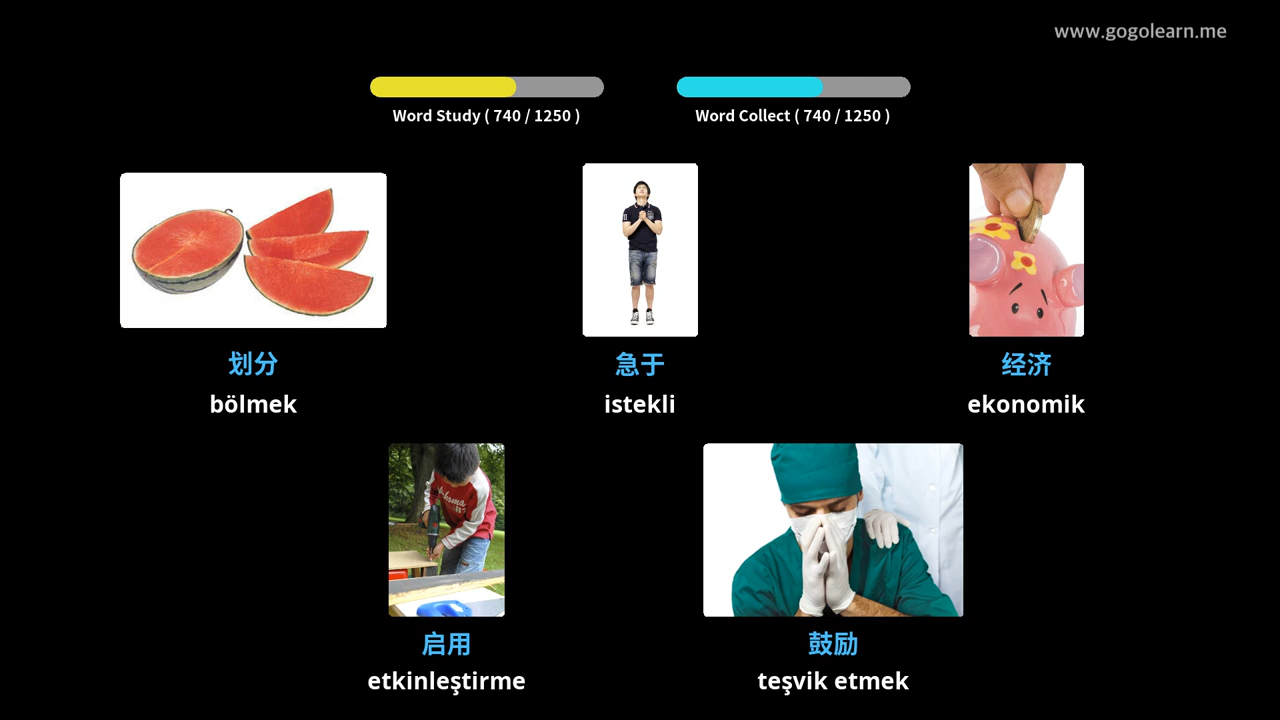 www.gogolearn.me
Word Study ( 740 / 1250 )
Word Collect ( 740 / 1250 )
划分
急于
经济
bölmek
istekli
ekonomik
启用
鼓励
etkinleştirme
teşvik etmek